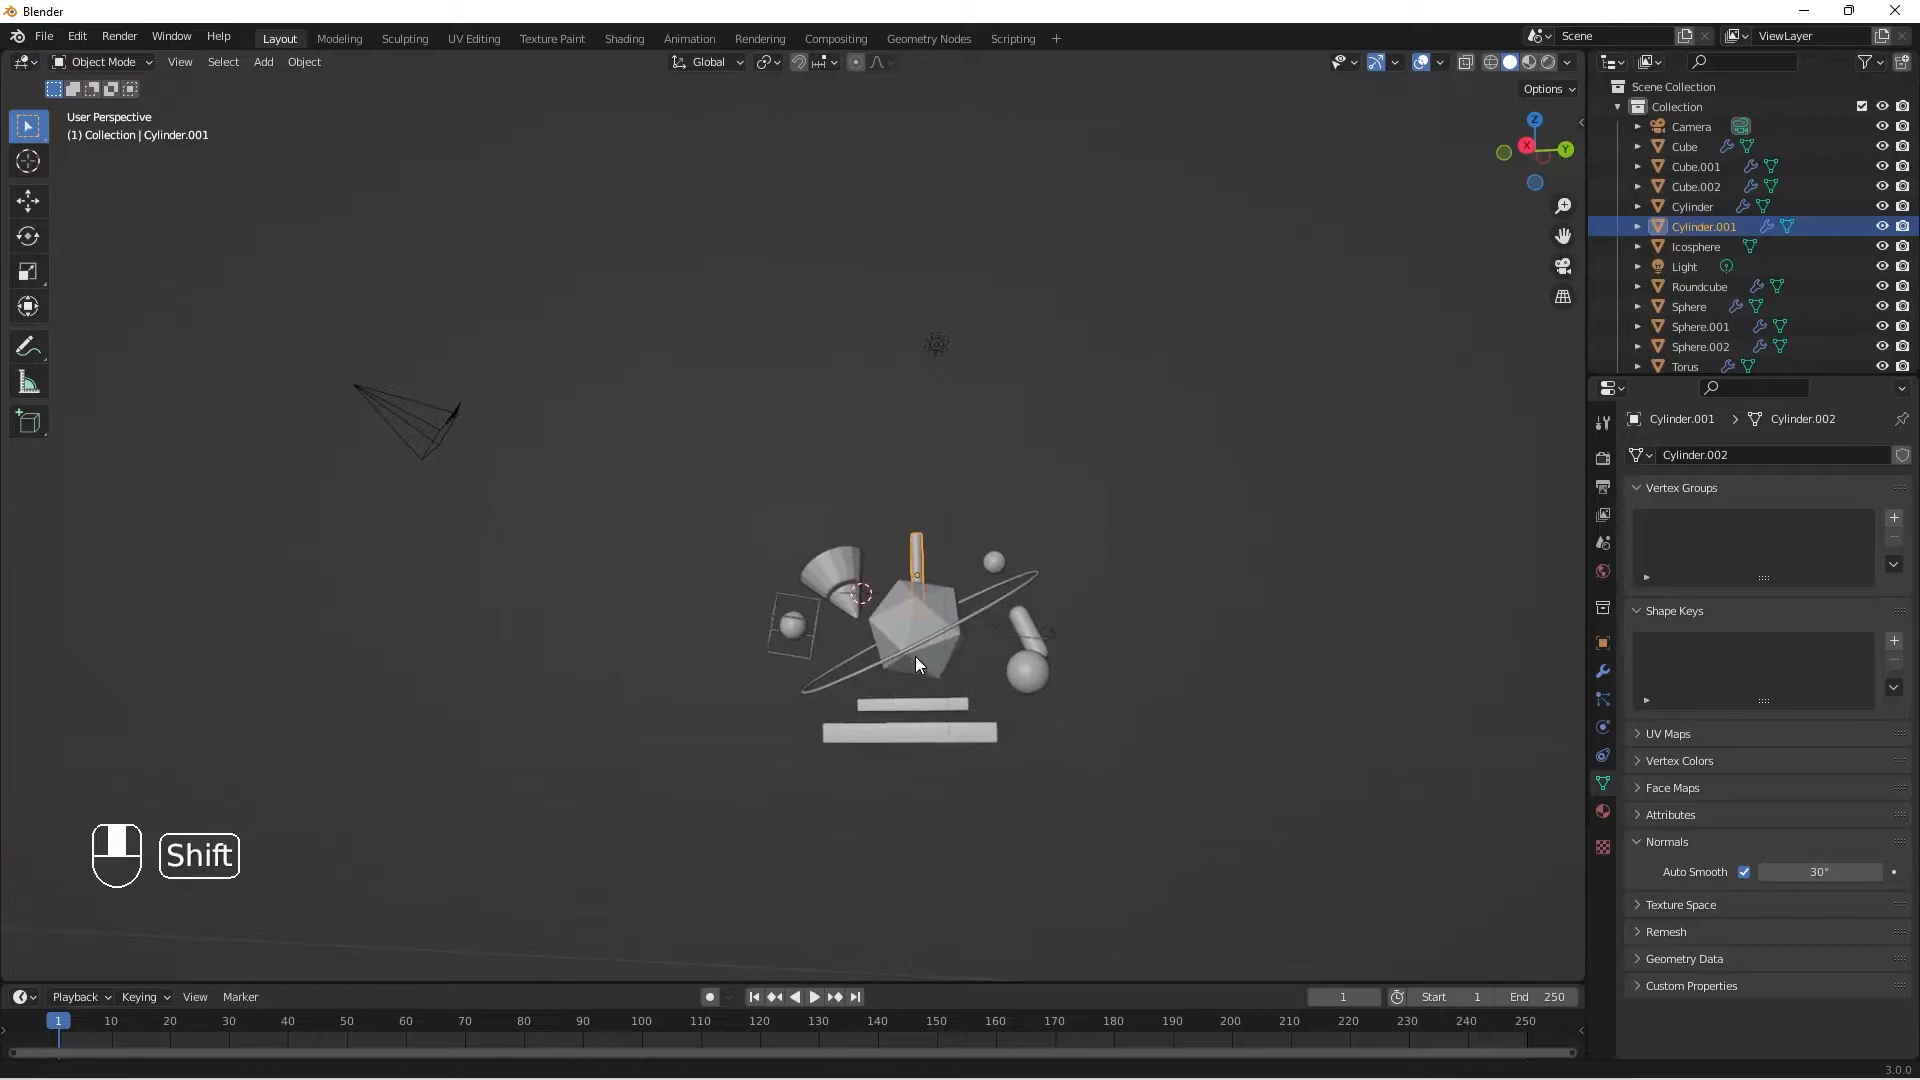 Blender
File Edit Render Window Help
Layout Modeling Sculpting UV Editing Texture Paint Shading Animation Rendering Compositing Geometry Nodes Scripting +
Scene ViewLayer
Object Mode View Select Add Object
Global
Options
User Perspective
(1) Collection | Cylinder.001
Z
X Y
Scene Collection
Collection
Camera
Cube
Cube.001
Cube.002
Cylinder
Cylinder.001
Icosphere
Light
Roundcube
Sphere
Sphere.001
Sphere.002
Torus
Cylinder.001 > Cylinder.002
Cylinder.002
Vertex Groups
Shape Keys
UV Maps
Vertex Colors
Face Maps
Attributes
Normals
Auto Smooth 30°
Texture Space
Remesh
Geometry Data
Custom Properties
Shift
Playback Keying View Marker
1 Start 1 End 250
1 10 20 30 40 50 60 70 80 90 100 110 120 130 140 150 160 170 180 190 200 210 220 230 240 250
3.0.0